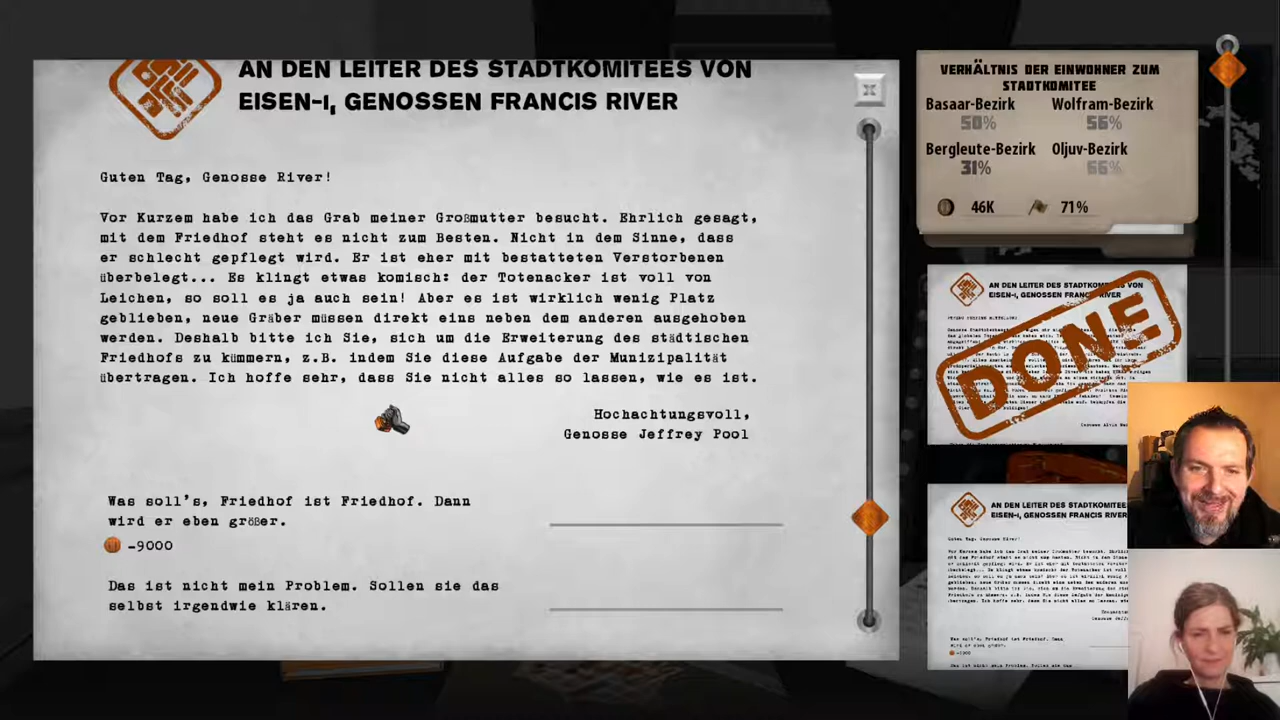 AN DEN LEITER DES STADTKOMITEES VON
EISEN-1, GENOSSEN FRANCIS RIVER
Guten Tag, Genosse River!
Vor Kurzem habe ich das Grab meiner Großmutter besucht. Ehrlich gesagt,
mit dem Friedhof steht es nicht zum Besten. Nicht in dem Sinne, dass
er schlecht gepflegt wird. Er ist eher mit bestatteten Verstorbenen
überbelegt... Es klingt etwas komisch: der Totenacker ist voll von
Leichen, so soll es ja auch sein! Aber es ist wirklich wenig Platz
geblieben, neue Gräber müssen direkt eins neben dem anderen ausgehoben
werden. Deshalb bitte ich Sie, sich um die Erweiterung des städtischen
Friedhofs zu kümmern, z.B. indem Sie diese Aufgabe der Munizipalität
übertragen. Ich hoffe sehr, dass Sie nicht alles so lassen, wie es ist.
Hochachtungsvoll,
Genosse Jeffrey Pool
Was soll's, Friedhof ist Friedhof. Dann
wird er eben größer.
-9000
Das ist nicht mein Problem. Sollen sie das
selbst irgendwie klären.
VERHÄLTNIS DER EINWOHNER ZUM
STADTKOMITEE
Basaar-Bezirk Wolfram-Bezirk
50% 56%
Bergleute-Bezirk Oljuv-Bezirk
31% 66%
46K 71%
AN DEN LEITER DES STADTKOMITEES VON
EISEN-1, GENOSSEN FRANCIS RIVER
DONE
AN DEN LEITER DES STADTKOMITEE
EISEN-1, GENOSSEN FRANCIS RIVER
Guten Tag, Genosse River!